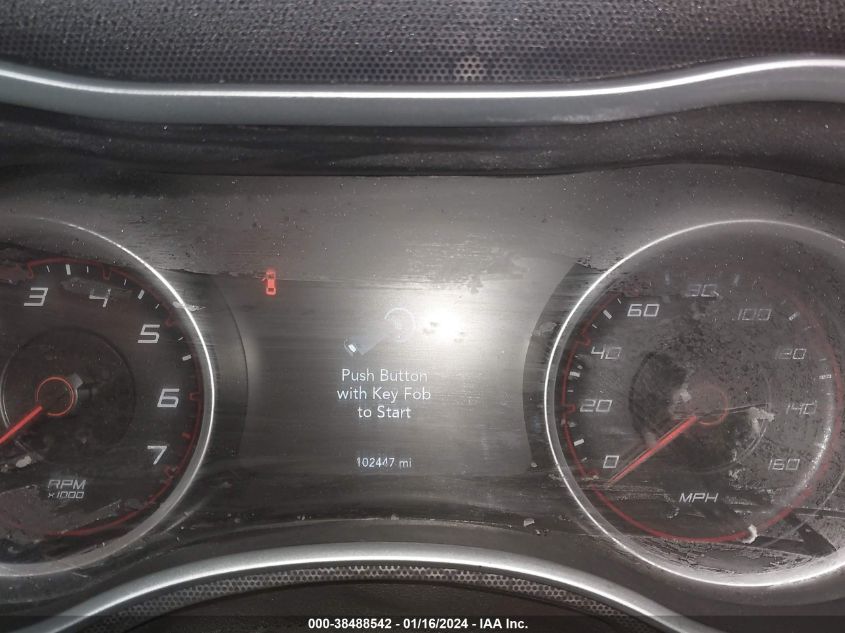 3 4 5 6 7
RPM
x1000
Push Button
with Key Fob
to Start
102447 mi
0 20 40 60 80 100 120 140 160
MPH
000-38488542 - 01/16/2024 - IAA Inc.